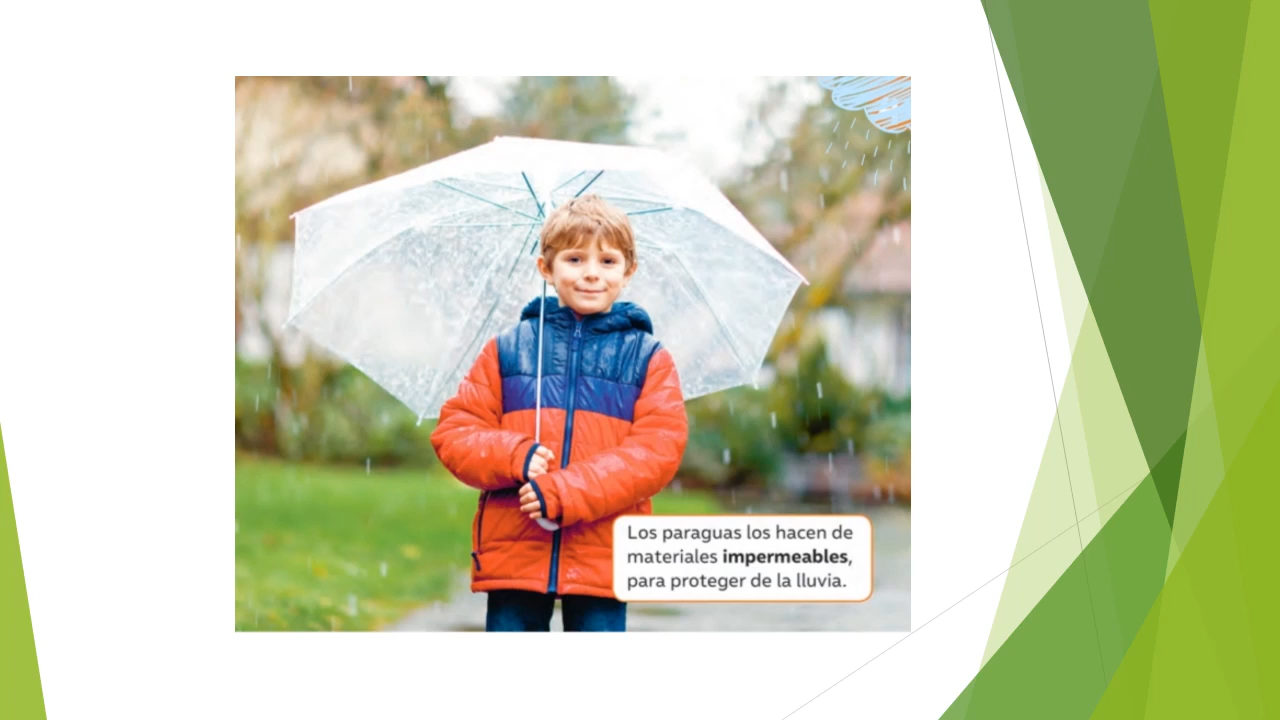 Los paraguas los hacen de
materiales impermeables,
para proteger de la lluvia.